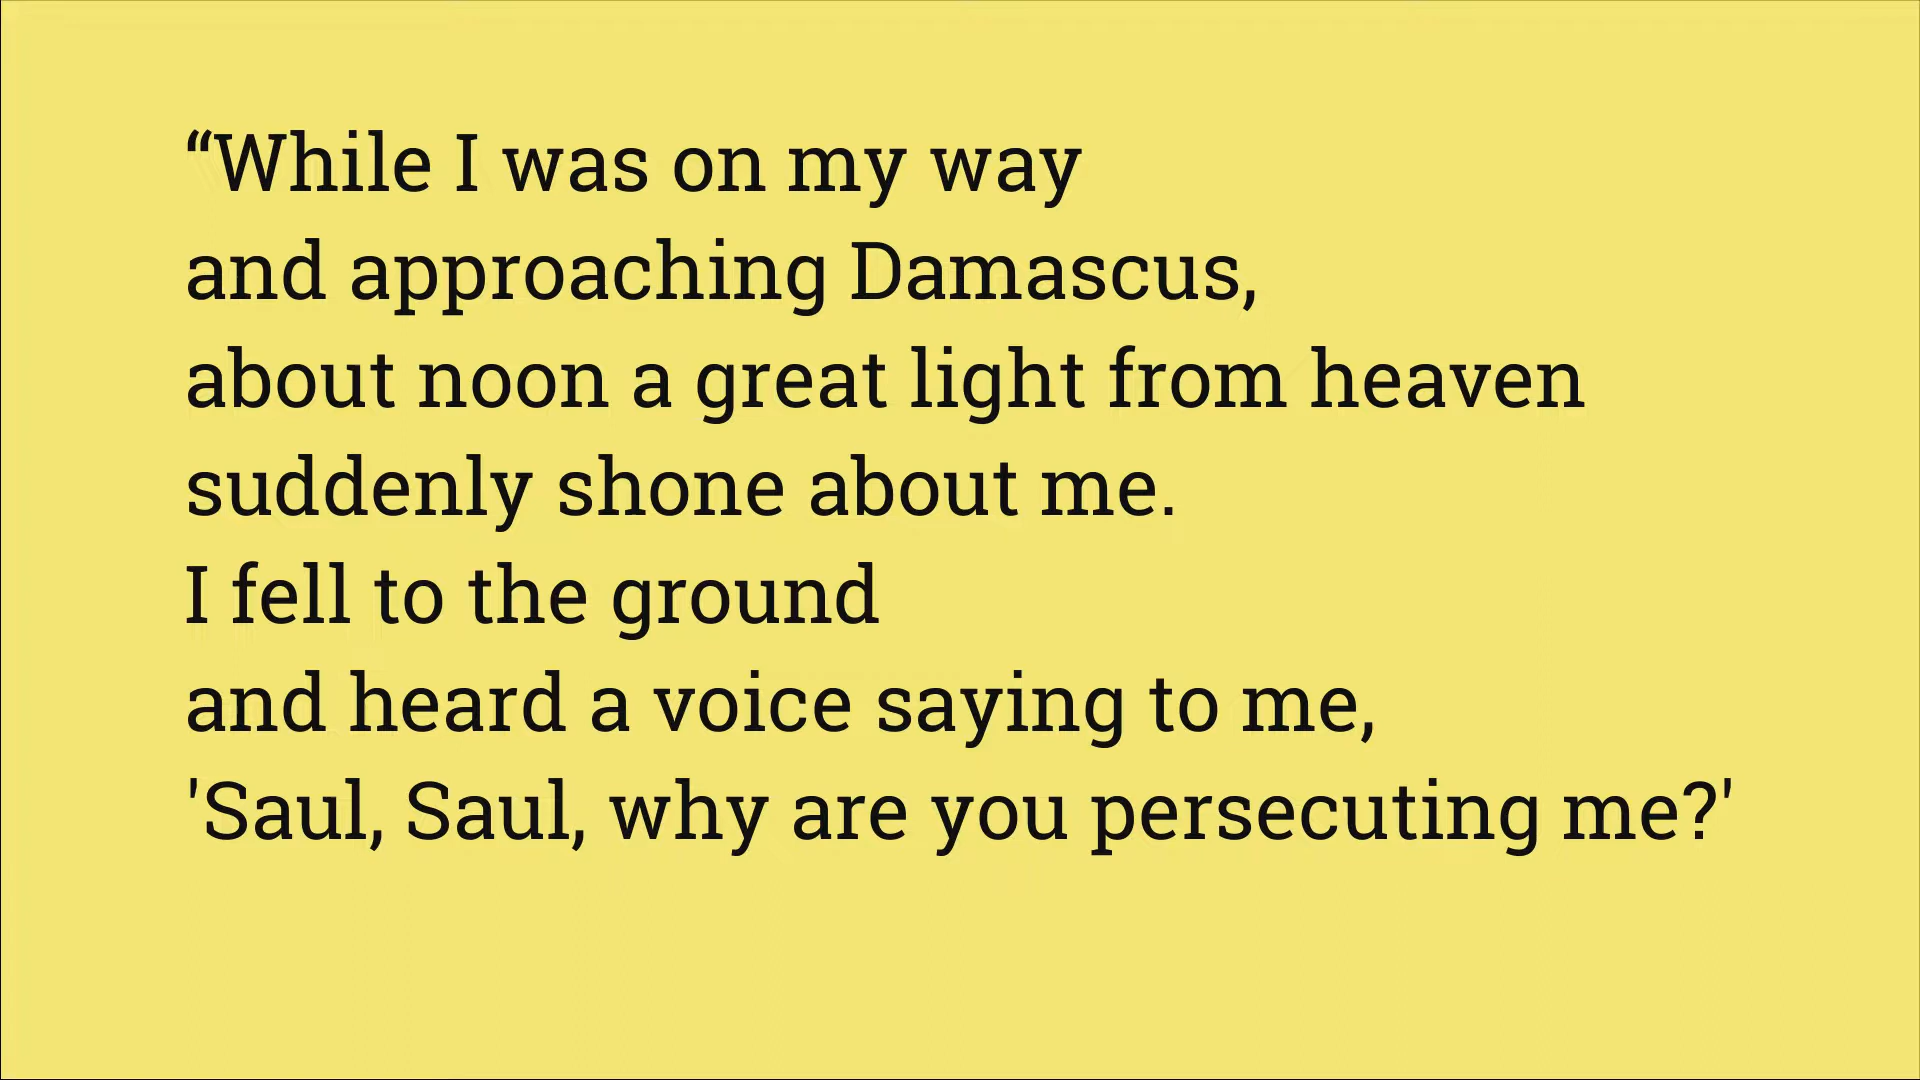 “While I was on my way
and approaching Damascus,
about noon a great light from heaven
suddenly shone about me.
I fell to the ground
and heard a voice saying to me,
'Saul, Saul, why are you persecuting me?'